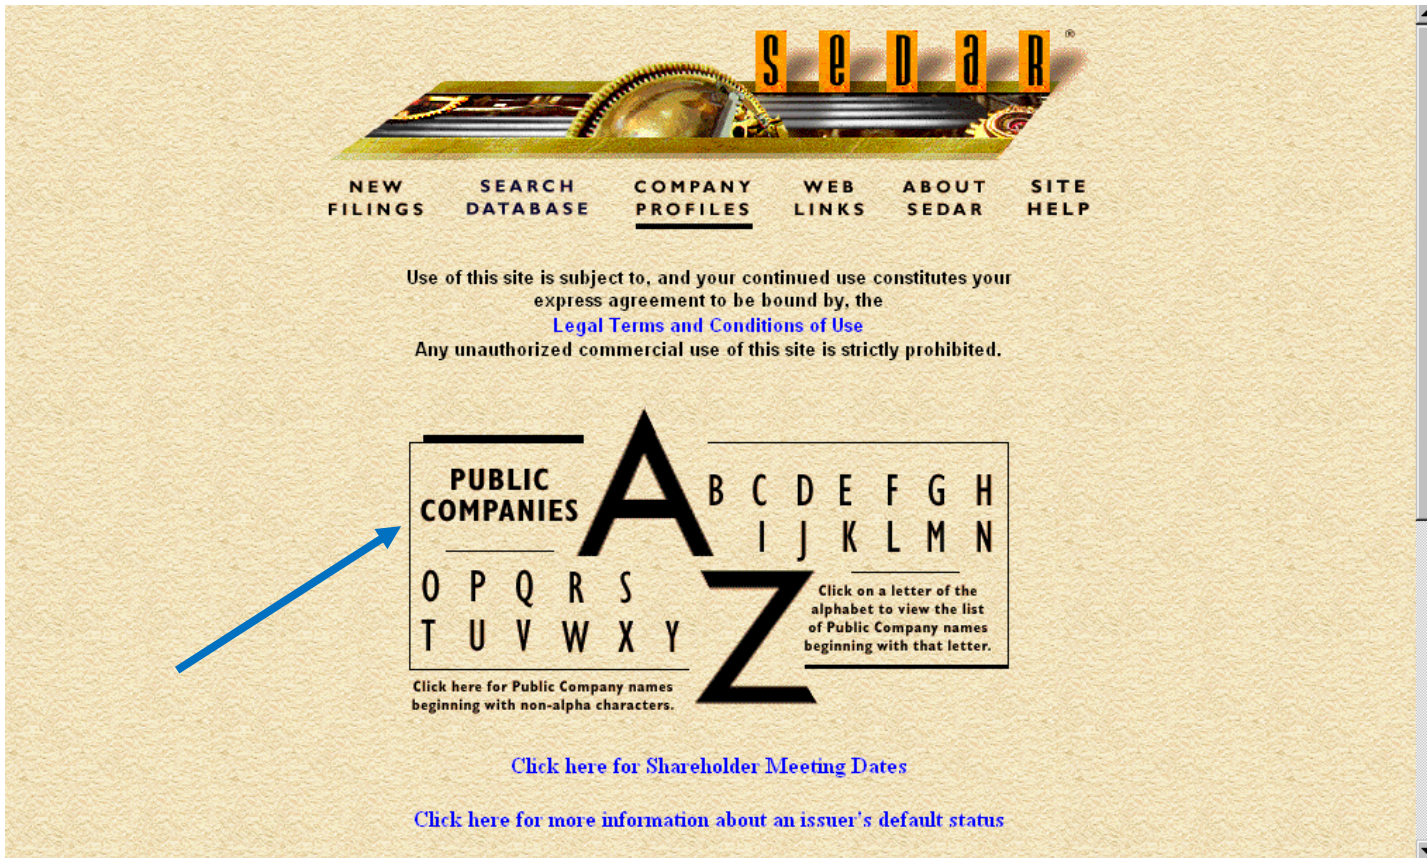 SeDaR®
NEW FILINGS
SEARCH DATABASE
COMPANY PROFILES
WEB LINKS
ABOUT SEDAR
SITE HELP
Use of this site is subject to, and your continued use constitutes your
express agreement to be bound by, the
Legal Terms and Conditions of Use
Any unauthorized commercial use of this site is strictly prohibited.
PUBLIC
COMPANIES
A B C D E F G H
I J K L M N
O P Q R S
T U V W X Y Z
Click on a letter of the
alphabet to view the list
of Public Company names
beginning with that letter.
Click here for Public Company names
beginning with non-alpha characters.
Click here for Shareholder Meeting Dates
Click here for more information about an issuer's default status